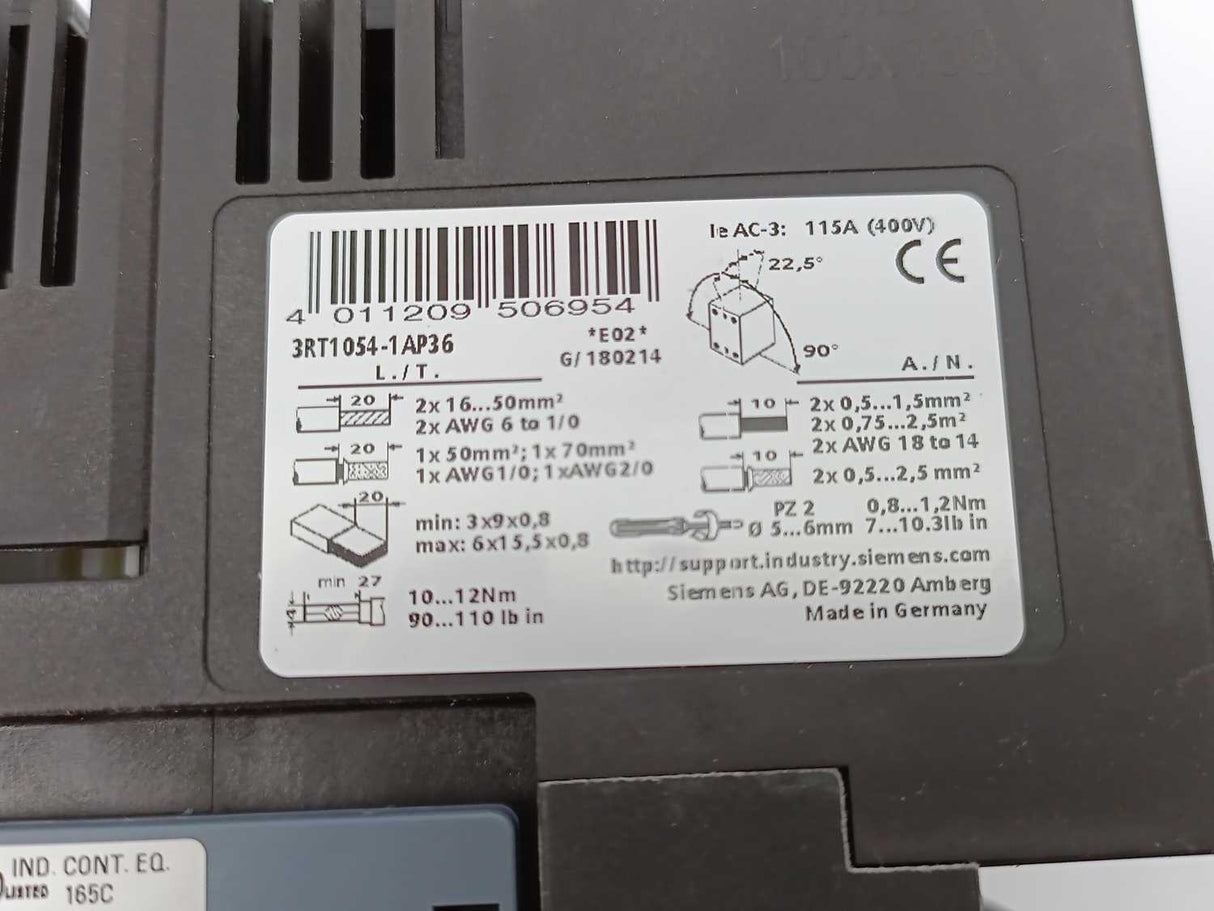 4 011209 506954
3RT1054-1AP36
*E02*
G/180214
Ie AC-3: 115A (400V)
CE
22,5°
90°
L./T.
20
2x 16...50mm²
2x AWG 6 to 1/0
20
1x 50mm²; 1x 70mm²
1x AWG1/0; 1xAWG2/0
20
min: 3x9x0,8
max: 6x15,5x0,8
min 27
4
10...12Nm
90...110 lb in
A./N.
10
2x 0,5...1,5mm²
2x 0,75...2,5m²
2x AWG 18 to 14
10
2x 0,5...2,5 mm²
PZ 2 0,8...1,2Nm
Ø 5...6mm 7...10.3lb in
http://support.industry.siemens.com
Siemens AG, DE-92220 Amberg
Made in Germany
IND. CONT. EQ.
LISTED 165C